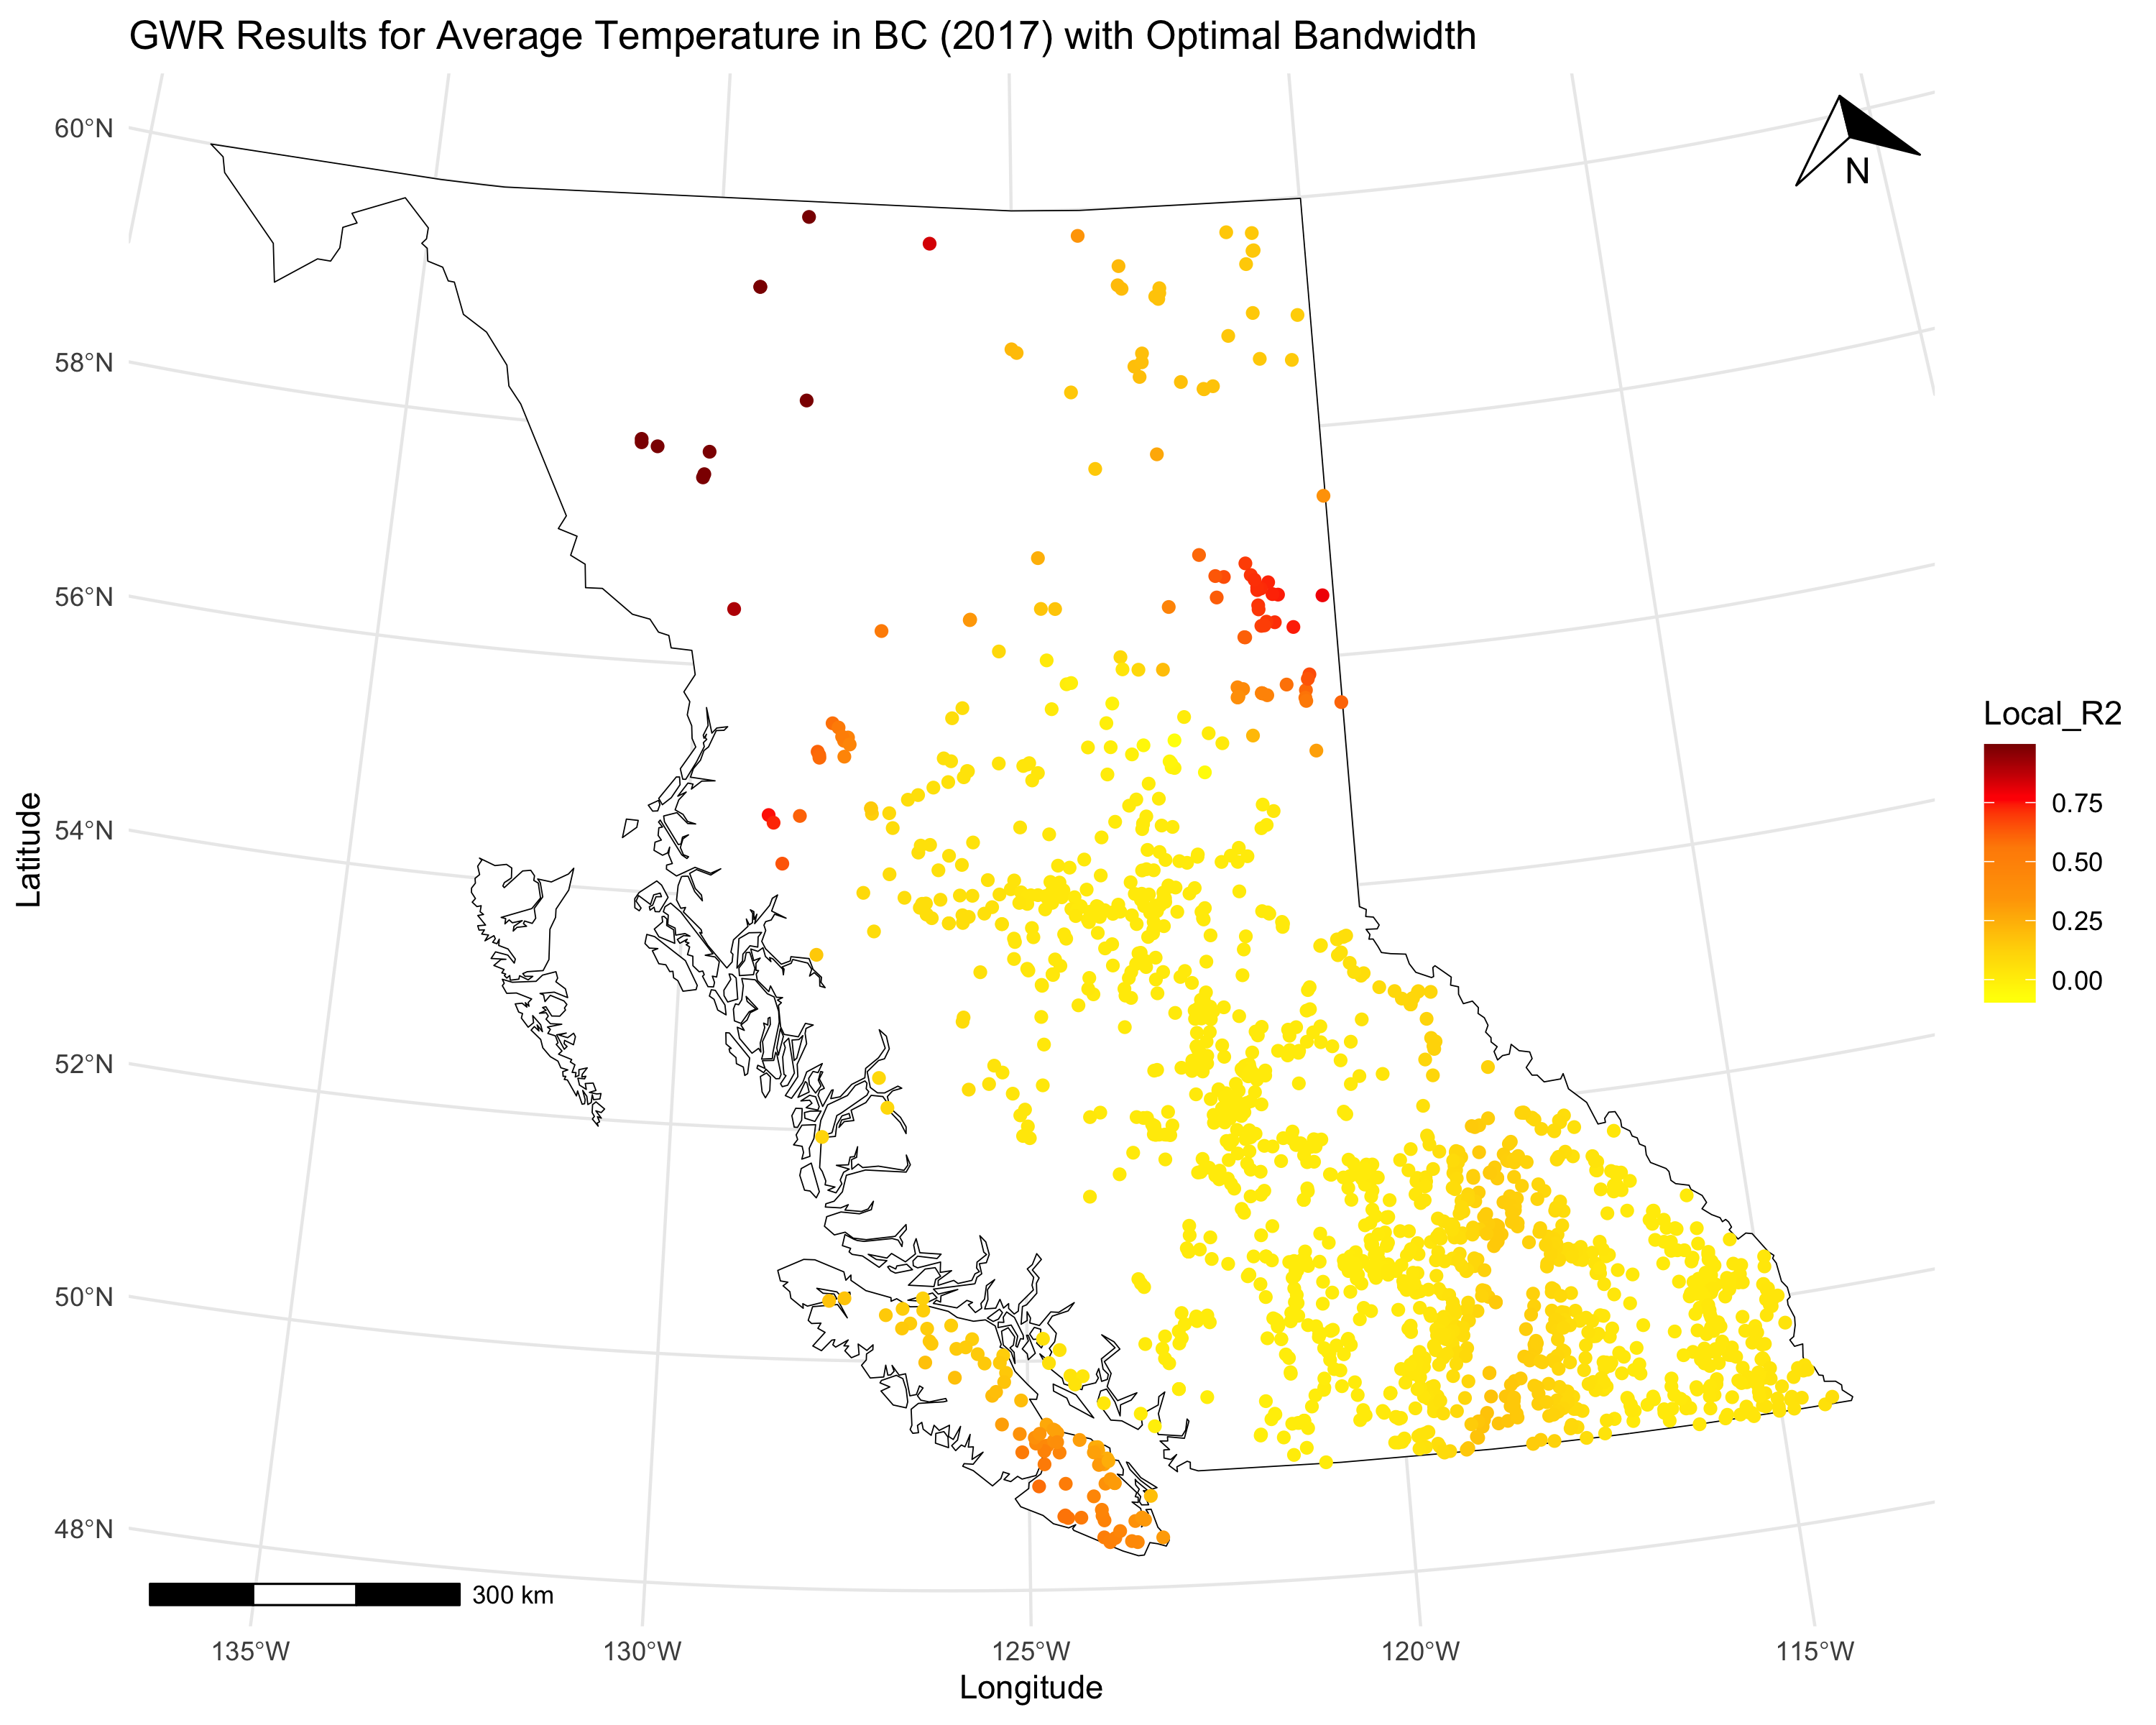 GWR Results for Average Temperature in BC (2017) with Optimal Bandwidth
N
60°N
58°N
56°N
54°N
52°N
50°N
48°N
Latitude
Local_R2
0.75
0.50
0.25
0.00
300 km
135°W
130°W
125°W
120°W
115°W
Longitude